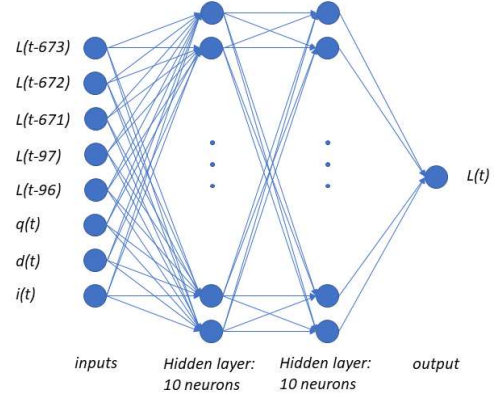 L(t-673)
L(t-672)
L(t-671)
L(t-97)
L(t-96)
q(t)
d(t)
i(t)
L(t)
inputs
Hidden layer:
10 neurons
Hidden layer:
10 neurons
output